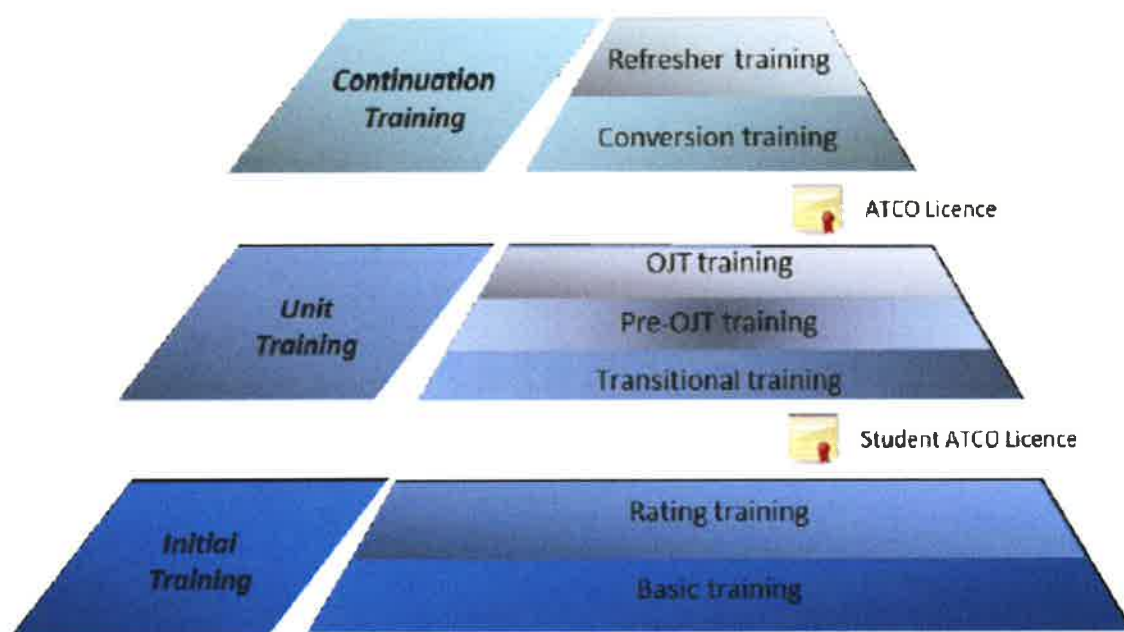 Continuation
Training
Refresher training
Conversion training
ATCO Licence
Unit
Training
OJT training
Pre-OJT training
Transitional training
Student ATCO Licence
Initial
Training
Rating training
Basic training